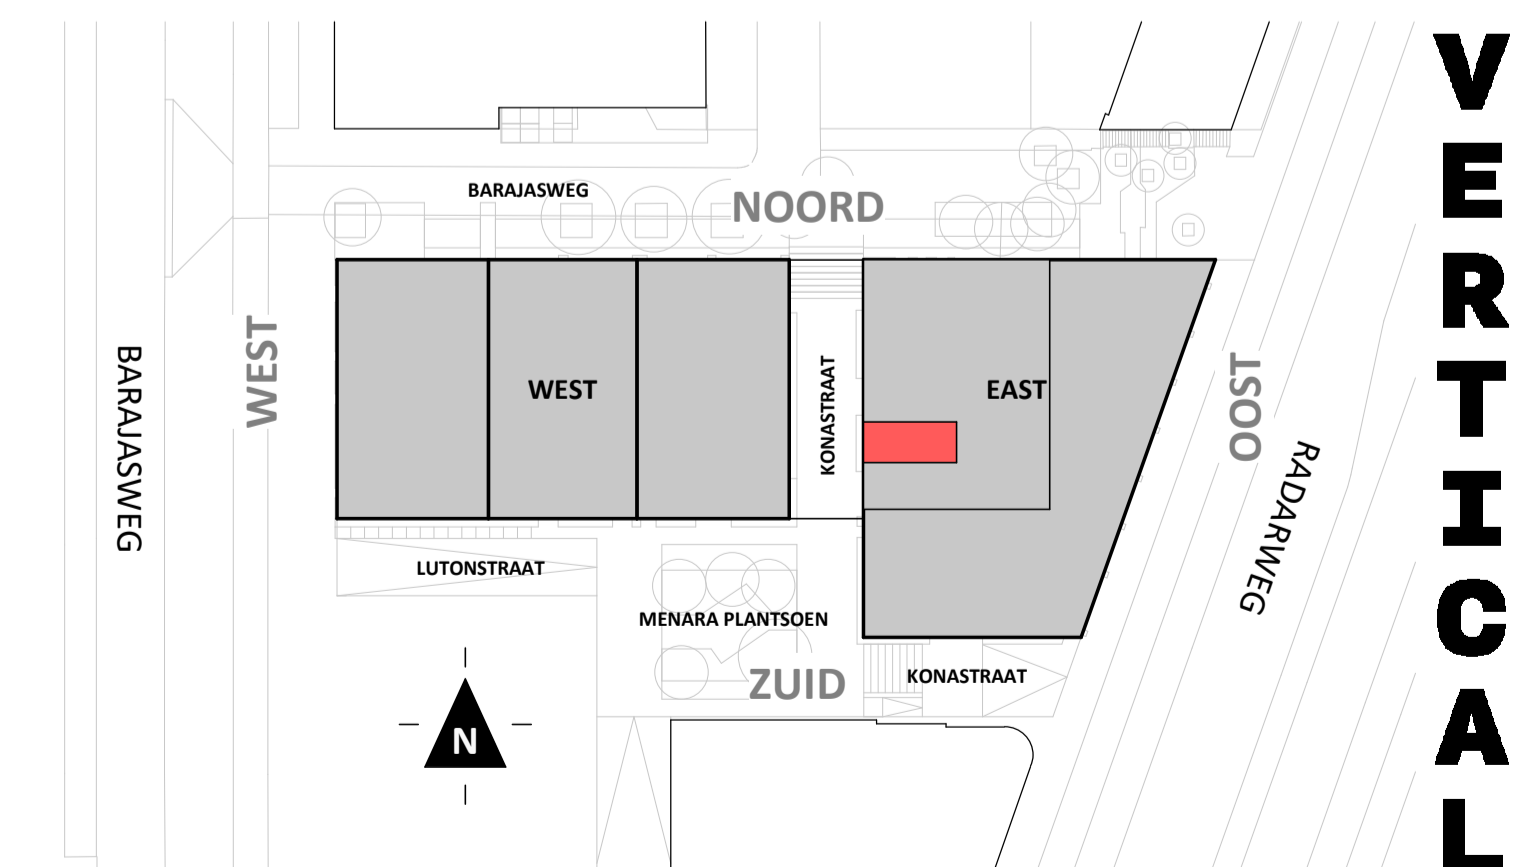 BARAJASWEG
NOORD
WEST
BARAJASWEG
WEST
KONASTRAAT
EAST
OOST
RADARWEG
LUTONSTRAAT
MENARA PLANTSOEN
ZUID
KONASTRAAT
N
VERTICAL